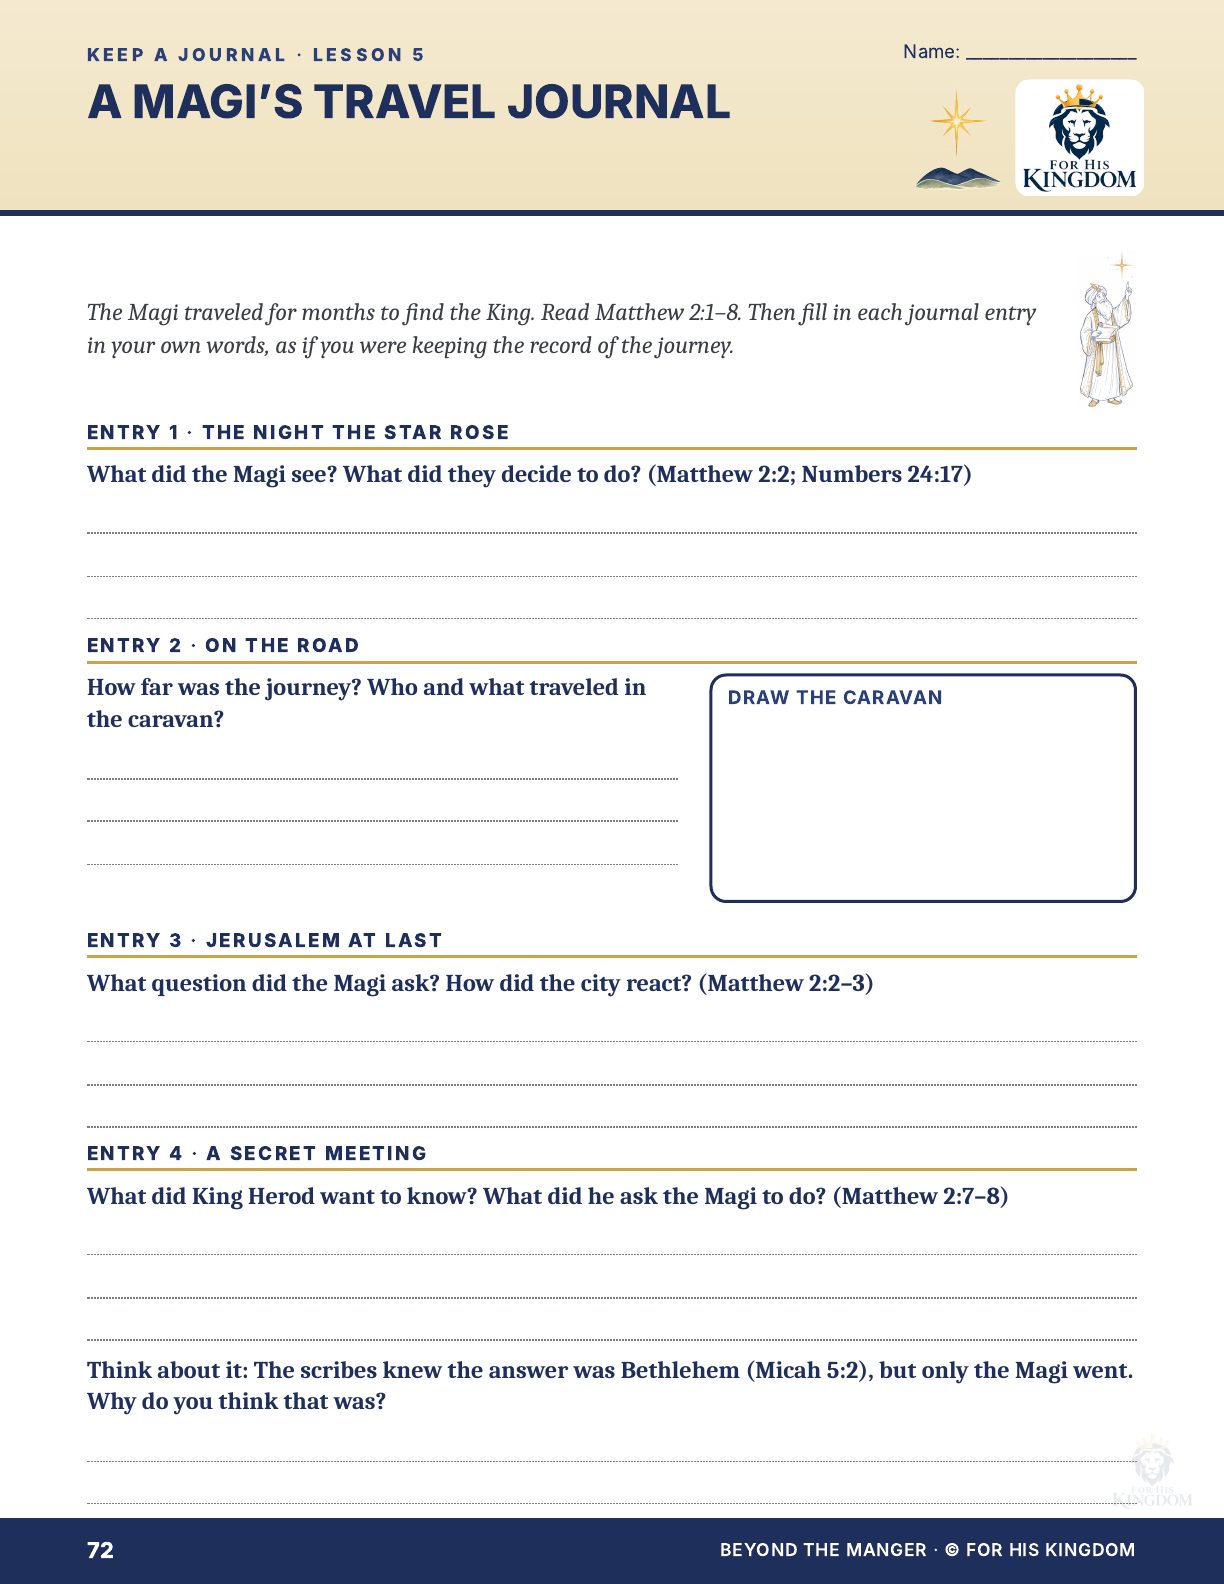 KEEP A JOURNAL · LESSON 5
Name: ________________
A MAGI’S TRAVEL JOURNAL
FOR HIS
KINGDOM
The Magi traveled for months to find the King. Read Matthew 2:1–8. Then fill in each journal entry
in your own words, as if you were keeping the record of the journey.
ENTRY 1 · THE NIGHT THE STAR ROSE
What did the Magi see? What did they decide to do? (Matthew 2:2; Numbers 24:17)
ENTRY 2 · ON THE ROAD
How far was the journey? Who and what traveled in
the caravan?
DRAW THE CARAVAN
ENTRY 3 · JERUSALEM AT LAST
What question did the Magi ask? How did the city react? (Matthew 2:2–3)
ENTRY 4 · A SECRET MEETING
What did King Herod want to know? What did he ask the Magi to do? (Matthew 2:7–8)
Think about it: The scribes knew the answer was Bethlehem (Micah 5:2), but only the Magi went.
Why do you think that was?
FOR HIS
KINGDOM
72
BEYOND THE MANGER · © FOR HIS KINGDOM